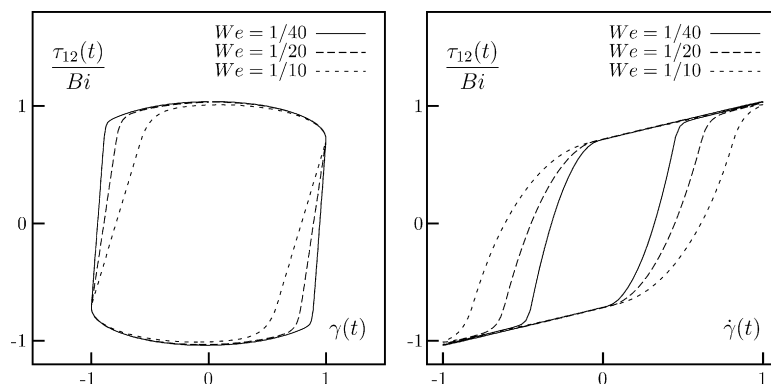 τ₁₂(t)
Bi
We = 1/40
We = 1/20
We = 1/10
1
0
-1
γ(t)
-1
0
1
τ₁₂(t)
Bi
We = 1/40
We = 1/20
We = 1/10
1
0
-1
γ̇(t)
-1
0
1